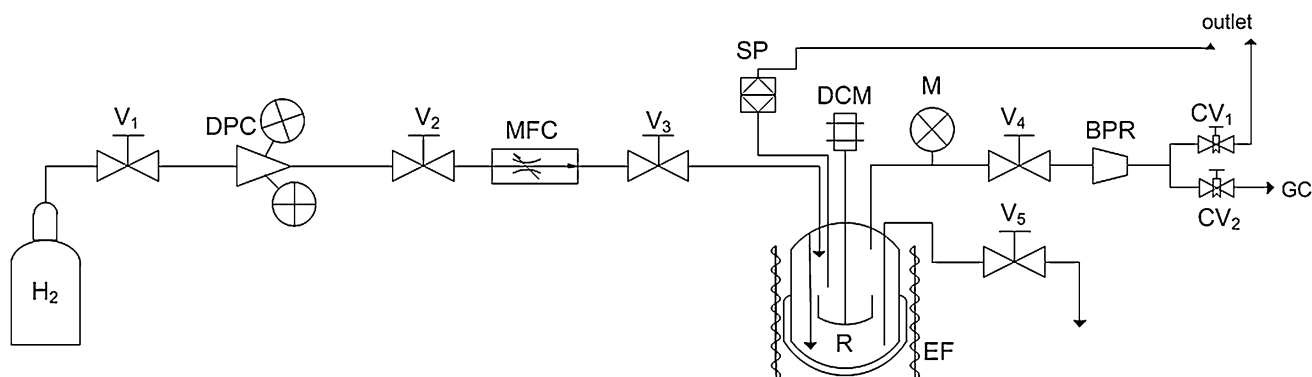 outlet
SP
DCM
M
V₁
DPC
V₂
MFC
V₃
V₄
BPR
CV₁
GC
CV₂
V₅
H₂
R
EF